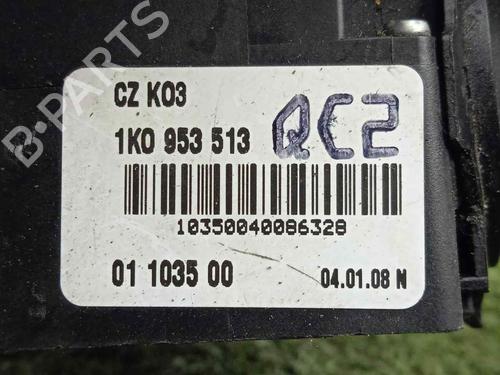 CZ K03
1K0 953 513
QC2
10350040086328
01 1035 00
04.01.08 N
B-PARTS